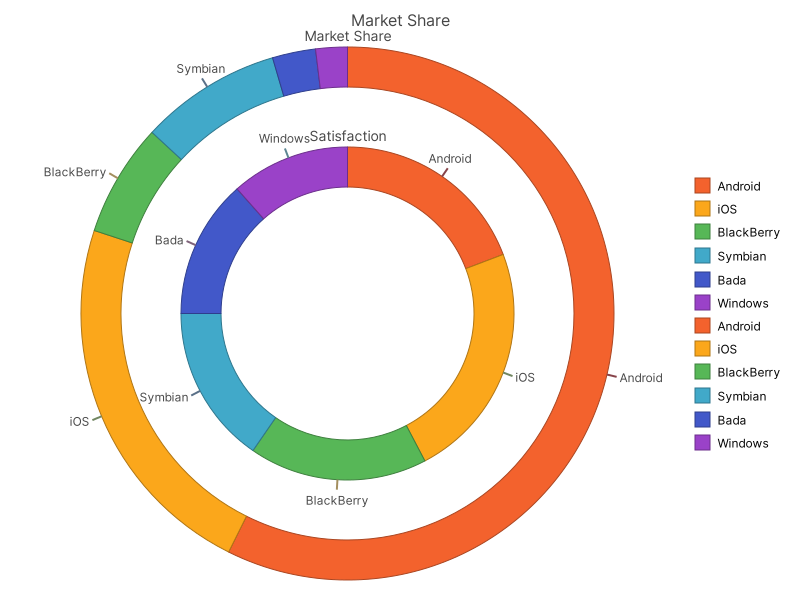 Market Share
Market Share
Symbian
BlackBerry
Windows
Satisfaction
Android
Bada
iOS
Symbian
Android
iOS
BlackBerry
Android
iOS
BlackBerry
Symbian
Bada
Windows
Android
iOS
BlackBerry
Symbian
Bada
Windows